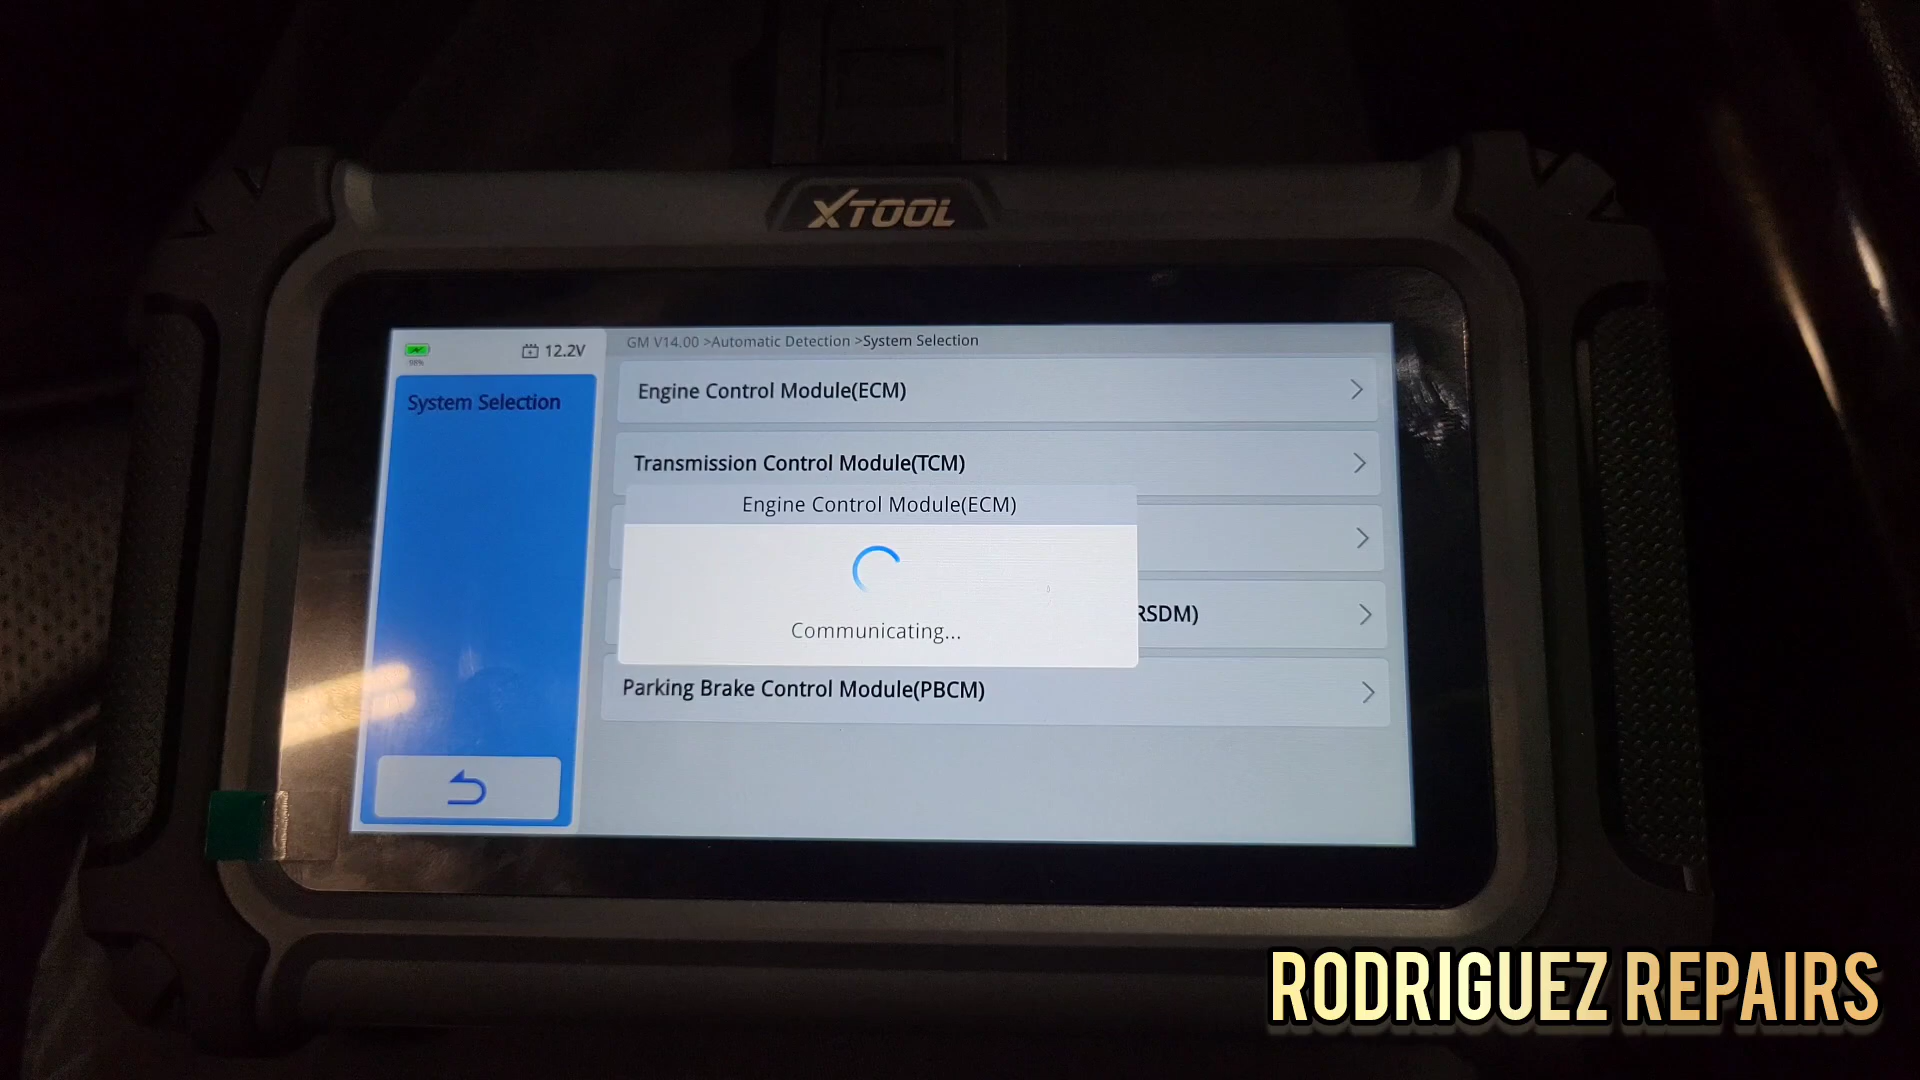 XTOOL
98%
12.2V
GM V14.00 >Automatic Detection >System Selection
System Selection
Engine Control Module(ECM)
Transmission Control Module(TCM)
Engine Control Module(ECM)
Communicating...
RSDM)
Parking Brake Control Module(PBCM)
RODRIGUEZ REPAIRS